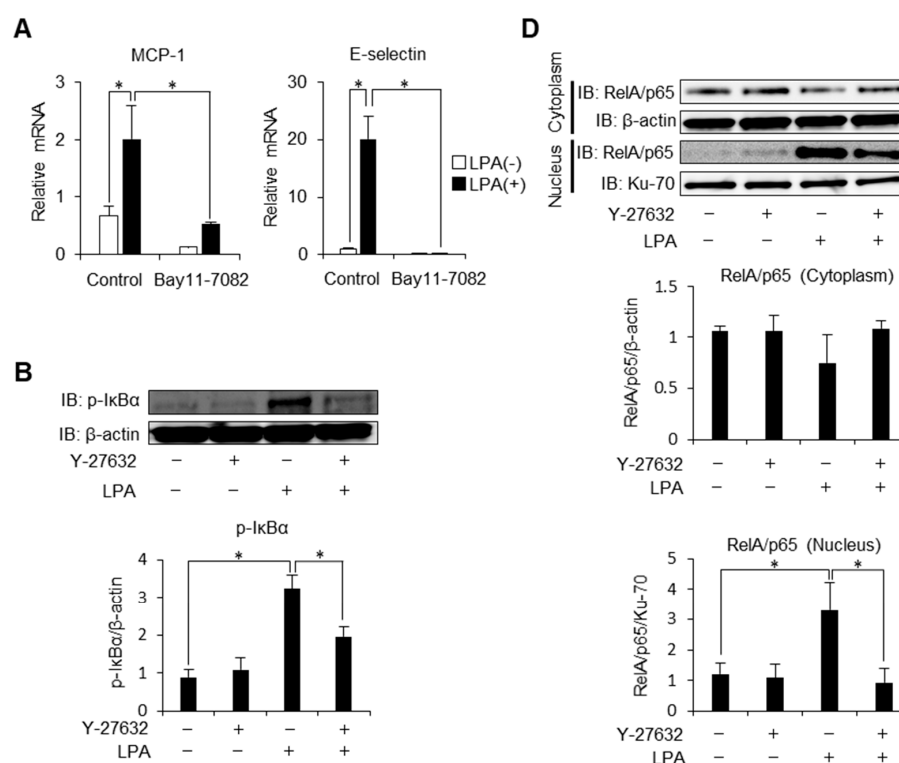 A
MCP-1
Relative mRNA
3
2
1
0
Control Bay11-7082
* *
E-selectin
Relative mRNA
30
20
10
0
Control Bay11-7082
* *
LPA(-)
LPA(+)
B
IB: p-IκBα
IB: β-actin
Y-27632 − + − +
LPA − − + +
p-IκBα
p-IκBα/β-actin
4
3
2
1
0
* *
Y-27632 − + − +
LPA − − + +
D
Cytoplasm
IB: RelA/p65
IB: β-actin
Nucleus
IB: RelA/p65
IB: Ku-70
Y-27632 − + − +
LPA − − + +
RelA/p65 (Cytoplasm)
RelA/p65/β-actin
1.5
1
0.5
0
Y-27632 − + − +
LPA − − + +
RelA/p65 (Nucleus)
RelA/p65/Ku-70
5
4
3
2
1
0
* *
Y-27632 − + − +
LPA − − + +